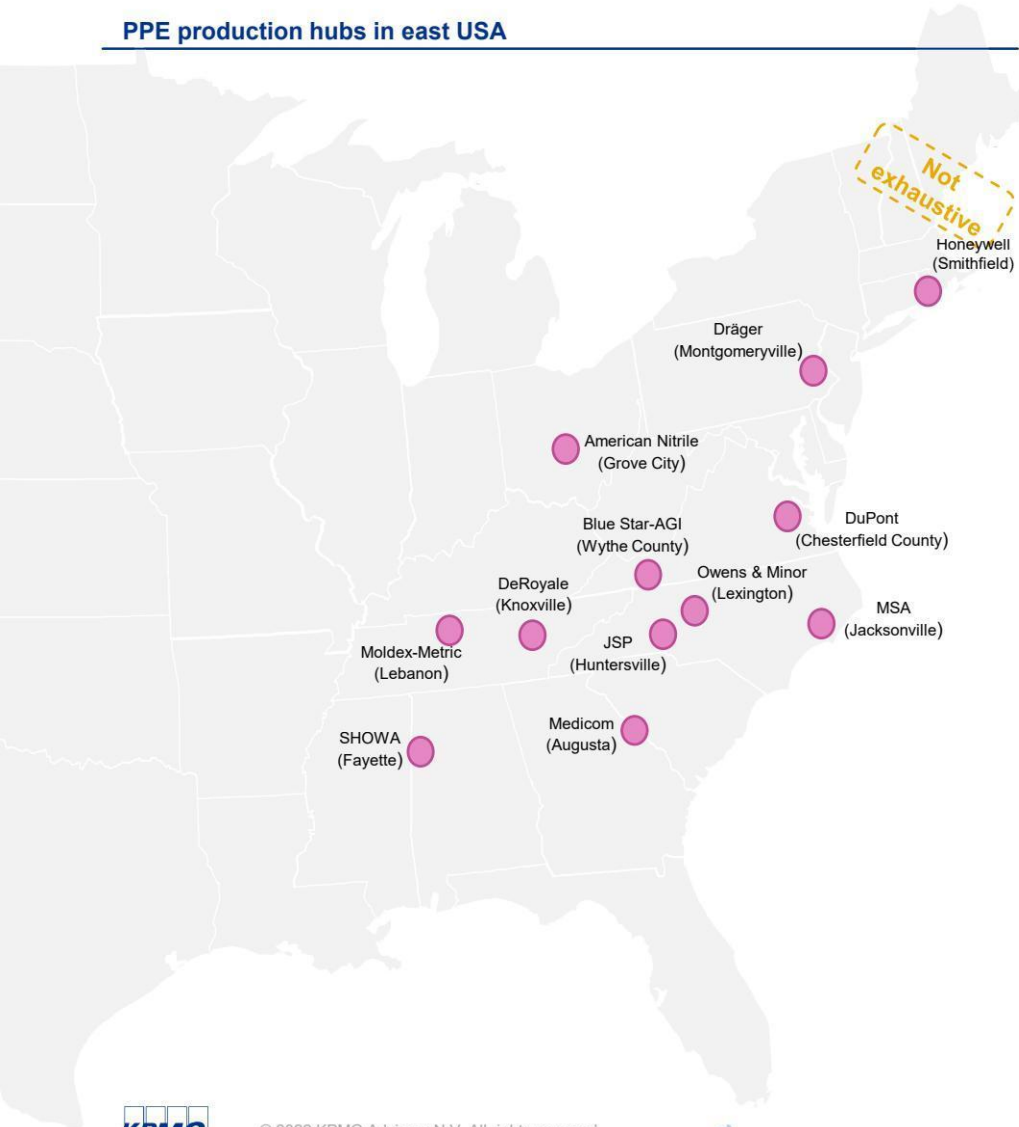 PPE production hubs in east USA
Not
exhaustive
Honeywell
(Smithfield)
Dräger
(Montgomeryville)
American Nitrile
(Grove City)
DuPont
(Chesterfield County)
Blue Star-AGI
(Wythe County)
Owens & Minor
(Lexington)
DeRoyale
(Knoxville)
MSA
(Jacksonville)
JSP
(Huntersville)
Moldex-Metric
(Lebanon)
Medicom
(Augusta)
SHOWA
(Fayette)
KPMG